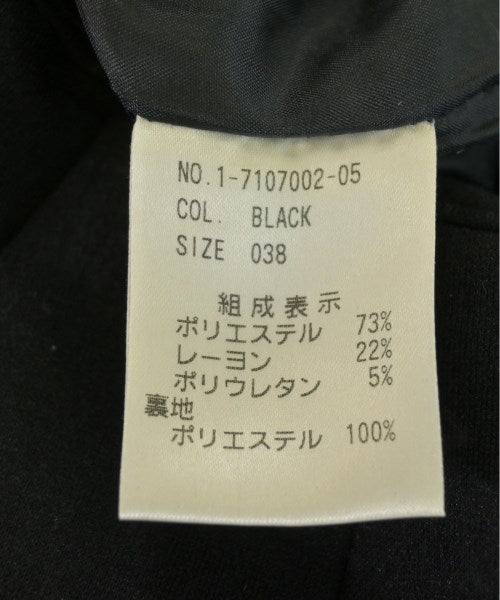 NO.1-7107002-05
COL. BLACK
SIZE 038
組成表示
ポリエステル 73%
レーヨン 22%
ポリウレタン 5%
裏地
ポリエステル 100%